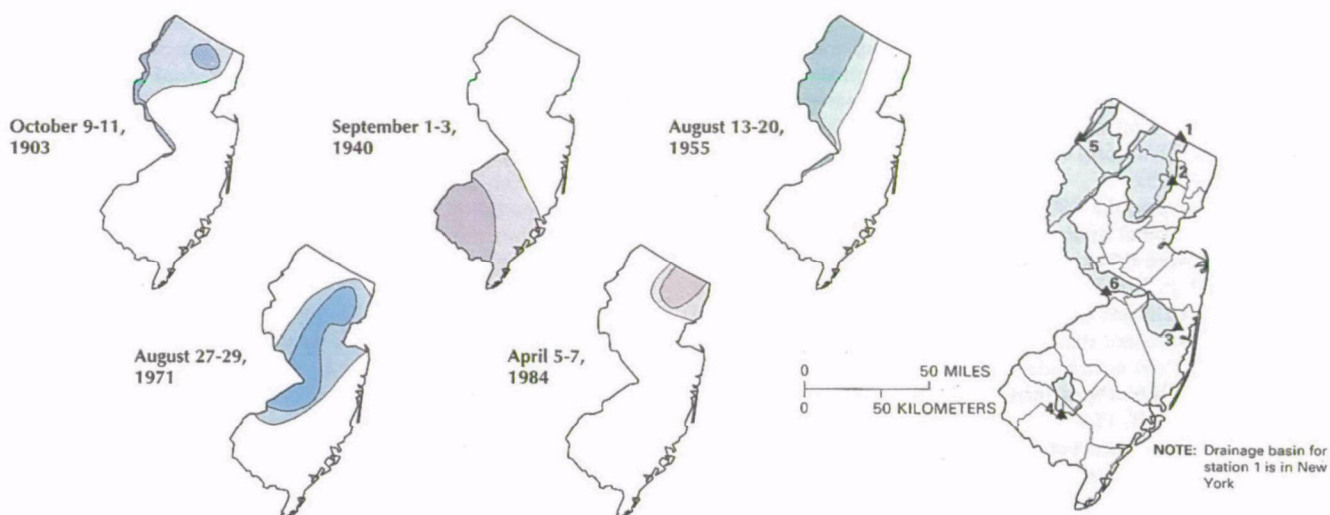 October 9-11,
1903
September 1-3,
1940
August 13-20,
1955
August 27-29,
1971
April 5-7,
1984
0 50 MILES
0 50 KILOMETERS
1
2
3
4
5
6
NOTE: Drainage basin for
station 1 is in New
York